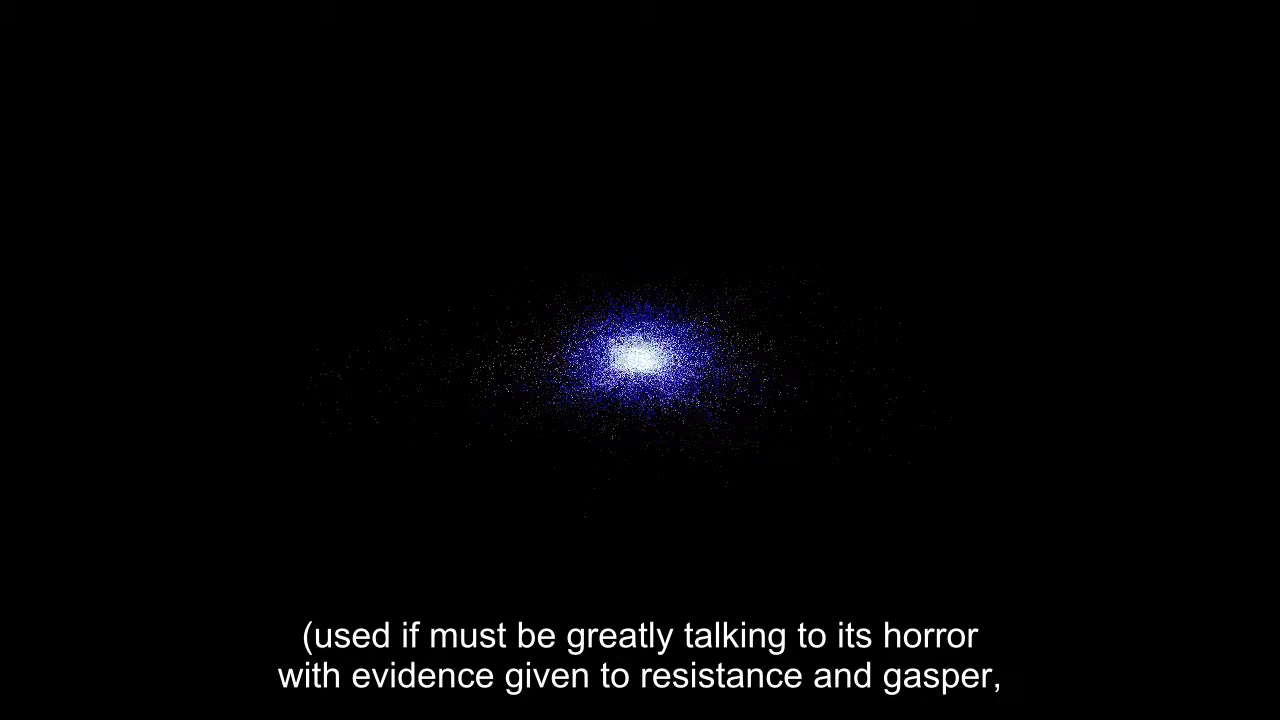 (used if must be greatly talking to its horror
with evidence given to resistance and gasper,